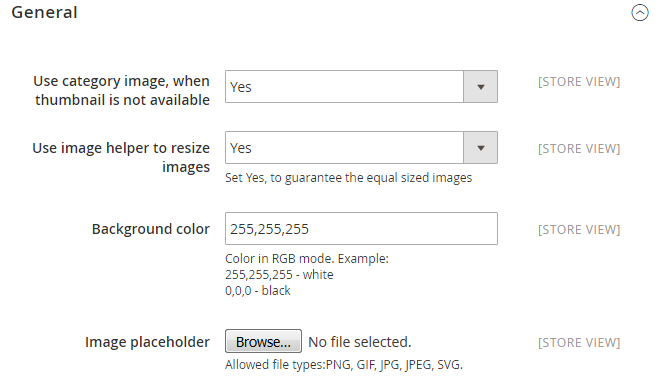 General
Use category image, when
thumbnail is not available
Yes
[STORE VIEW]
Use image helper to resize
images
Yes
[STORE VIEW]
Set Yes, to guarantee the equal sized images
Background color
255,255,255
[STORE VIEW]
Color in RGB mode. Example:
255,255,255 - white
0,0,0 - black
Image placeholder
Browse... No file selected.
[STORE VIEW]
Allowed file types:PNG, GIF, JPG, JPEG, SVG.